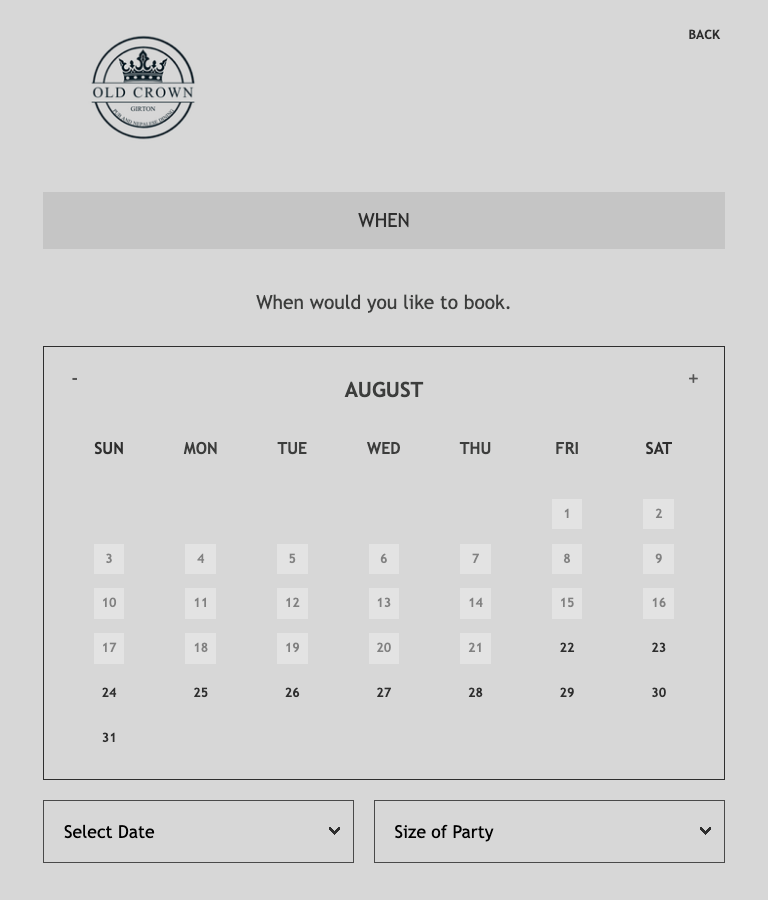 BACK
OLD CROWN
GIRTON
WHEN
When would you like to book.
- AUGUST +
SUN MON TUE WED THU FRI SAT
1 2
3 4 5 6 7 8 9
10 11 12 13 14 15 16
17 18 19 20 21 22 23
24 25 26 27 28 29 30
31
Select Date Size of Party